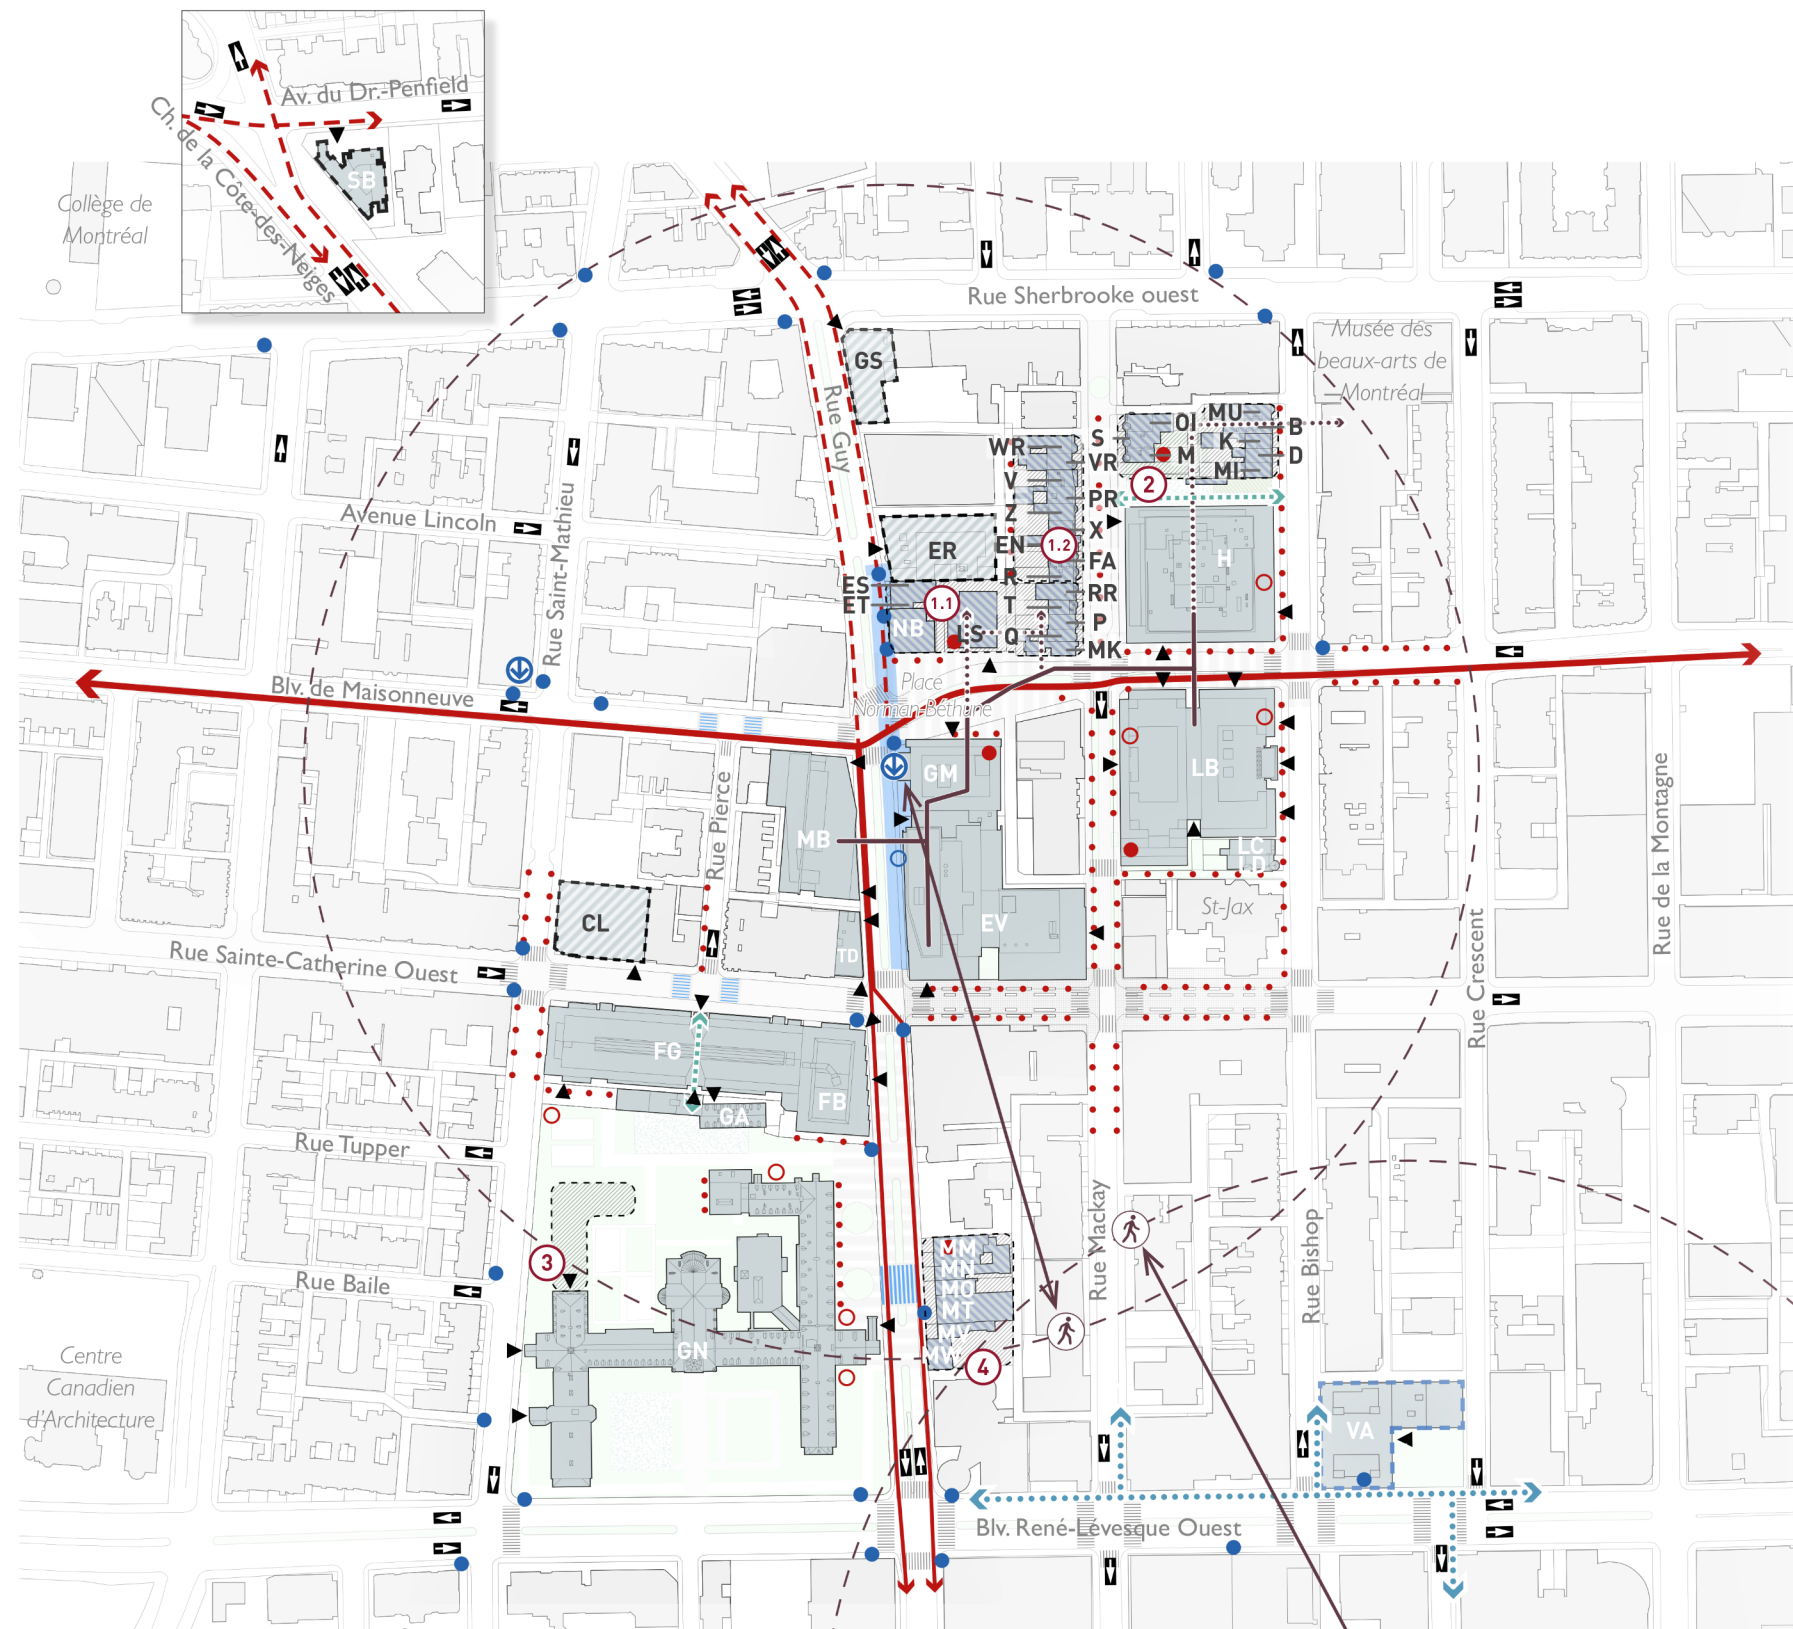 Av. du Dr.-Penfield
Ch. de la Côte-des-Neiges
SB
Collège de
Montréal
Rue Sherbrooke ouest
Musée des
beaux-arts de
Montréal
GS
Rue Guy
MU
OI
B
S
K
WR
M
D
VR
MI
V
2
PR
Z
X
Avenue Lincoln
Rue Saint-Mathieu
ER
EN
1.2
FA
H
R
ES
RR
ET
1.1
T
P
NB
LS
Q
MK
Place
Norman-Bethune
Blv. de Maisonneuve
GM
LB
Rue Pierce
MB
LC
LD
Rue de la Montagne
CL
EV
St-Jax
TD
Rue Sainte-Catherine Ouest
Rue Crescent
FG
FB
GA
Rue Tupper
Rue Mackay
Rue Bishop
MM
MN
MO
MT
MV
MW
3
Rue Baile
GN
4
Centre
Canadien
d'Architecture
VA
Blv. René-Lévesque Ouest